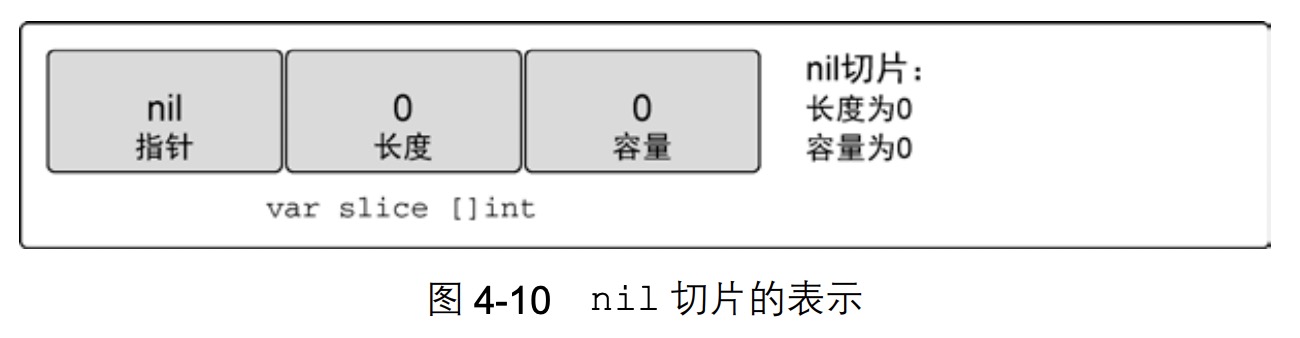 nil
指针
0
长度
0
容量
nil切片：
长度为0
容量为0
var slice []int
图 4-10 nil 切片的表示